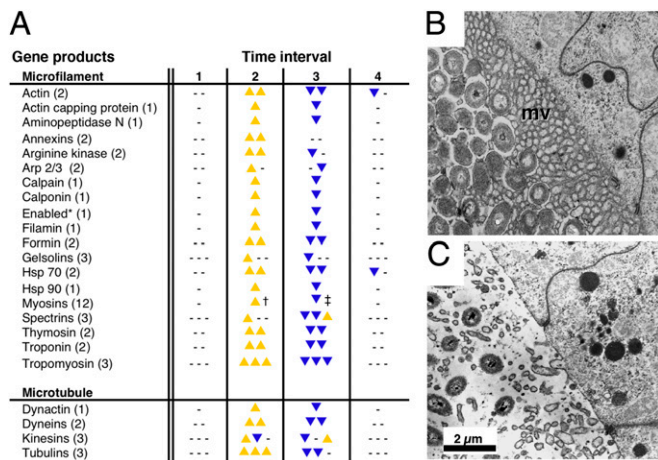 A
Gene products Time interval
Microfilament 1 2 3 4
Actin (2) - - ▲▲ ▼▼ ▼ -
Actin capping protein (1) - ▲ ▼ -
Aminopeptidase N (1) - ▲ ▼ -
Annexins (2) - - ▲▲ - - - -
Arginine kinase (2) - - ▲▲ ▼ - - -
Arp 2/3 (2) - - ▲ - - ▼ - -
Calpain (1) - ▲ ▼ -
Calponin (1) - ▲ ▼ -
Enabled* (1) - ▲ ▼ -
Filamin (1) - ▲ ▼ -
Formin (2) - - ▲▲ ▼▼ - -
Gelsolins (3) - - - ▲ - - ▼ - - - - -
Hsp 70 (2) - - ▲▲ ▼▼ ▼ -
Hsp 90 (1) - ▲ ▼ -
Myosins (12) - ▲ † ▼ ‡ -
Spectrins (3) - - - ▲ - - ▼▼▲ - - -
Thymosin (2) - - ▲▲ ▼▼ - -
Troponin (2) - - ▲▲ ▼▼ - -
Tropomyosin (3) - - - ▲▲▲ ▼▼▼ - - -
Microtubule
Dynactin (1) - ▲ ▼ -
Dyneins (2) - - ▲▲ ▼▼ - -
Kinesins (3) - - - ▲▼ - ▼ - ▲ - - -
Tubulins (3) - - - ▲▲▲ ▼▼ - - - -
B
mv
C
2 µm